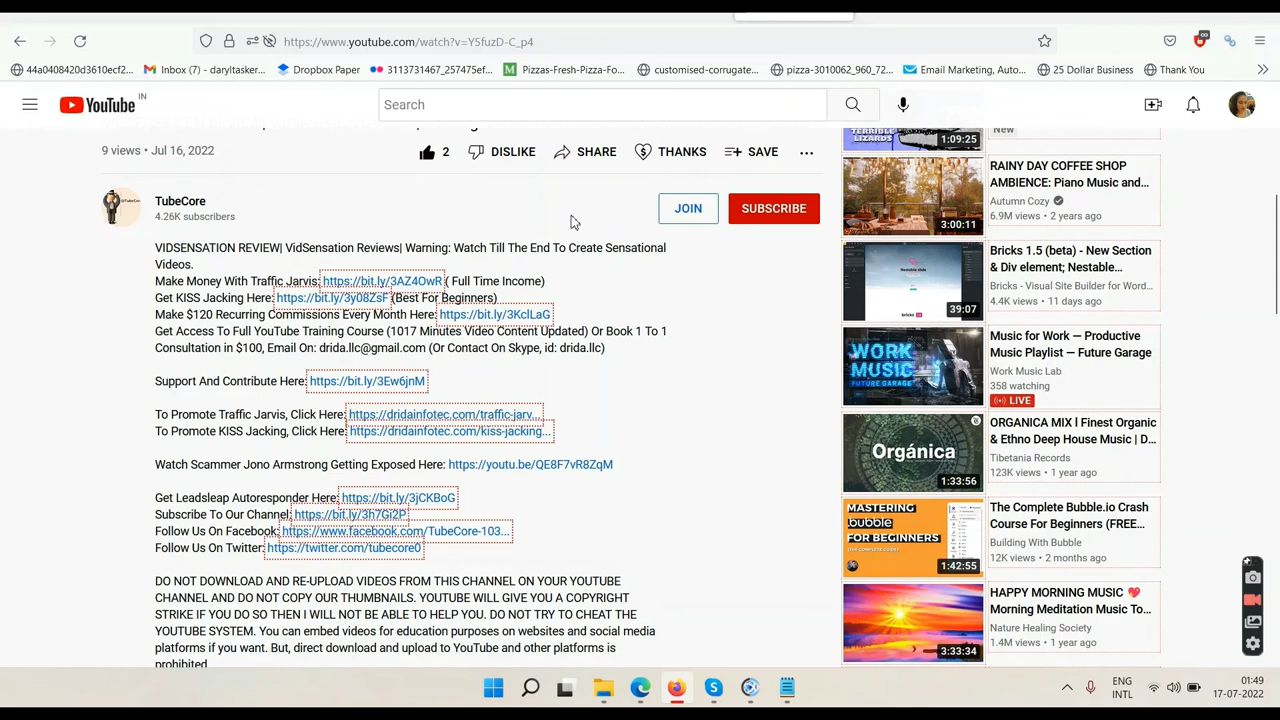 https://www.youtube.com/watch?v=Y5fuzD-C_p4
44a0408420d3610ecf2...
Inbox (7) - daryltasker...
Dropbox Paper
3113731467_257475ef...
Pizzas-Fresh-Pizza-Fo...
customised-corrugate...
pizza-3010062_960_72...
Email Marketing, Auto...
25 Dollar Business
Thank You
YouTube IN
Search
9 views • Jul 16, 2022
2 DISLIKE SHARE THANKS SAVE
TubeCore
4.26K subscribers
JOIN SUBSCRIBE
VIDSENSATION REVIEW| VidSensation Reviews| Warning: Watch Till The End To Create Sensational
Videos.
Make Money With Traffic Jarvis: https://bit.ly/3AZ4OwR ( Full Time Income)
Get KISS Jacking Here: https://bit.ly/3y08ZsF (Best For Beginners)
Make $120 Recurring Commissions Every Month Here: https://bit.ly/3KclLaG
Get Access To Full YouTube Training Course (1017 Minutes Video Content Updated) Or Book 1 To 1
Consultation in $100, Email On: drida.llc@gmail.com (Or Contact On Skype, id: drida.llc)
Support And Contribute Here: https://bit.ly/3Ew6jnM
To Promote Traffic Jarvis, Click Here: https://dridainfotec.com/traffic-jarv...
To Promote KISS Jacking, Click Here: https://dridainfotec.com/kiss-jacking...
Watch Scammer Jono Armstrong Getting Exposed Here: https://youtu.be/QE8F7vR8ZqM
Get Leadsleap Autoresponder Here: https://bit.ly/3jCKBoG
Subscribe To Our Channel: https://bit.ly/3h7Gi2P
Follow Us On Facebook: https://www.facebook.com/TubeCore-103...
Follow Us On Twitter: https://twitter.com/tubecore0
DO NOT DOWNLOAD AND RE-UPLOAD VIDEOS FROM THIS CHANNEL ON YOUR YOUTUBE
CHANNEL AND DO NOT COPY OUR THUMBNAILS. YOUTUBE WILL GIVE YOU A COPYRIGHT
STRIKE IF YOU DO SO THEN I WILL NOT BE ABLE TO HELP YOU. DO NOT TRY TO CHEAT THE
YOUTUBE SYSTEM. You can embed videos for education purposes on websites and social media
platforms if you want. But, direct download and upload to YouTube and other platforms is
prohibited
TERRIBLE
LIZARDS
1:09:25
New
3:00:11
RAINY DAY COFFEE SHOP
AMBIENCE: Piano Music and...
Autumn Cozy
6.9M views • 2 years ago
39:07
Bricks 1.5 (beta) - New Section
& Div element; Nestable...
Bricks - Visual Site Builder for Word...
4.4K views • 11 days ago
WORK
MUSIC
FUTURE GARAGE
Music for Work — Productive
Music Playlist — Future Garage
Work Music Lab
358 watching
LIVE
Orgánica
1:33:56
ORGANICA MIX l Finest Organic
& Ethno Deep House Music | D...
Tibetania Records
123K views • 1 year ago
MASTERING
bubble
FOR BEGINNERS
1:42:55
The Complete Bubble.io Crash
Course For Beginners (FREE...
Building With Bubble
12K views • 2 months ago
3:33:34
HAPPY MORNING MUSIC 💖
Morning Meditation Music To...
Nature Healing Society
1.4M views • 1 year ago
ENG
INTL
01:49
17-07-2022